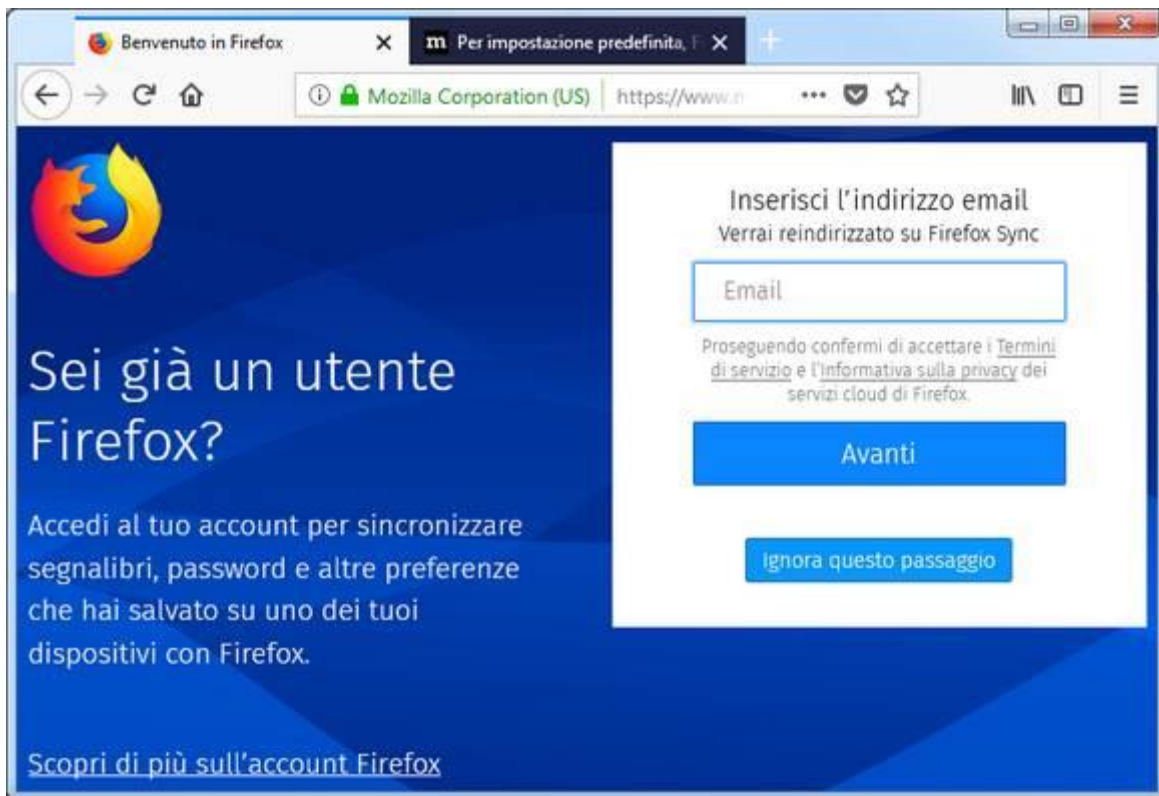 Benvenuto in Firefox
m Per impostazione predefinita, F
Mozilla Corporation (US) https://www.m
Inserisci l'indirizzo email
Verrai reindirizzato su Firefox Sync
Email
Proseguendo confermi di accettare i Termini
di servizio e l'Informativa sulla privacy dei
servizi cloud di Firefox.
Avanti
Ignora questo passaggio
Sei già un utente
Firefox?
Accedi al tuo account per sincronizzare
segnalibri, password e altre preferenze
che hai salvato su uno dei tuoi
dispositivi con Firefox.
Scopri di più sull'account Firefox